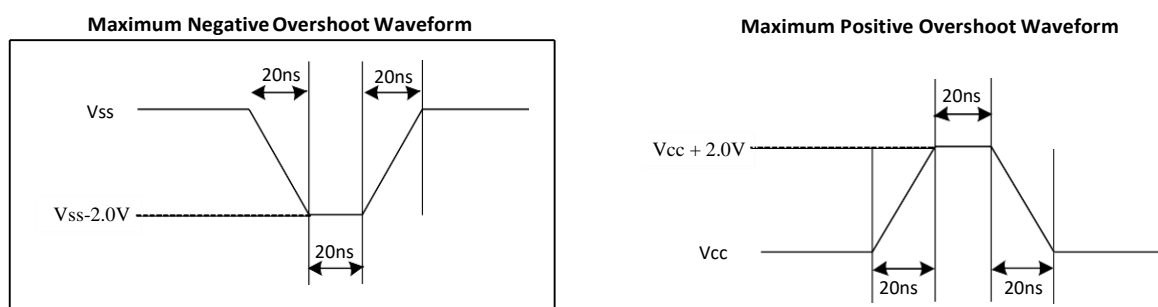 Maximum Negative Overshoot Waveform
20ns
20ns
Vss
Vss-2.0V
20ns
Maximum Positive Overshoot Waveform
20ns
Vcc + 2.0V
Vcc
20ns
20ns